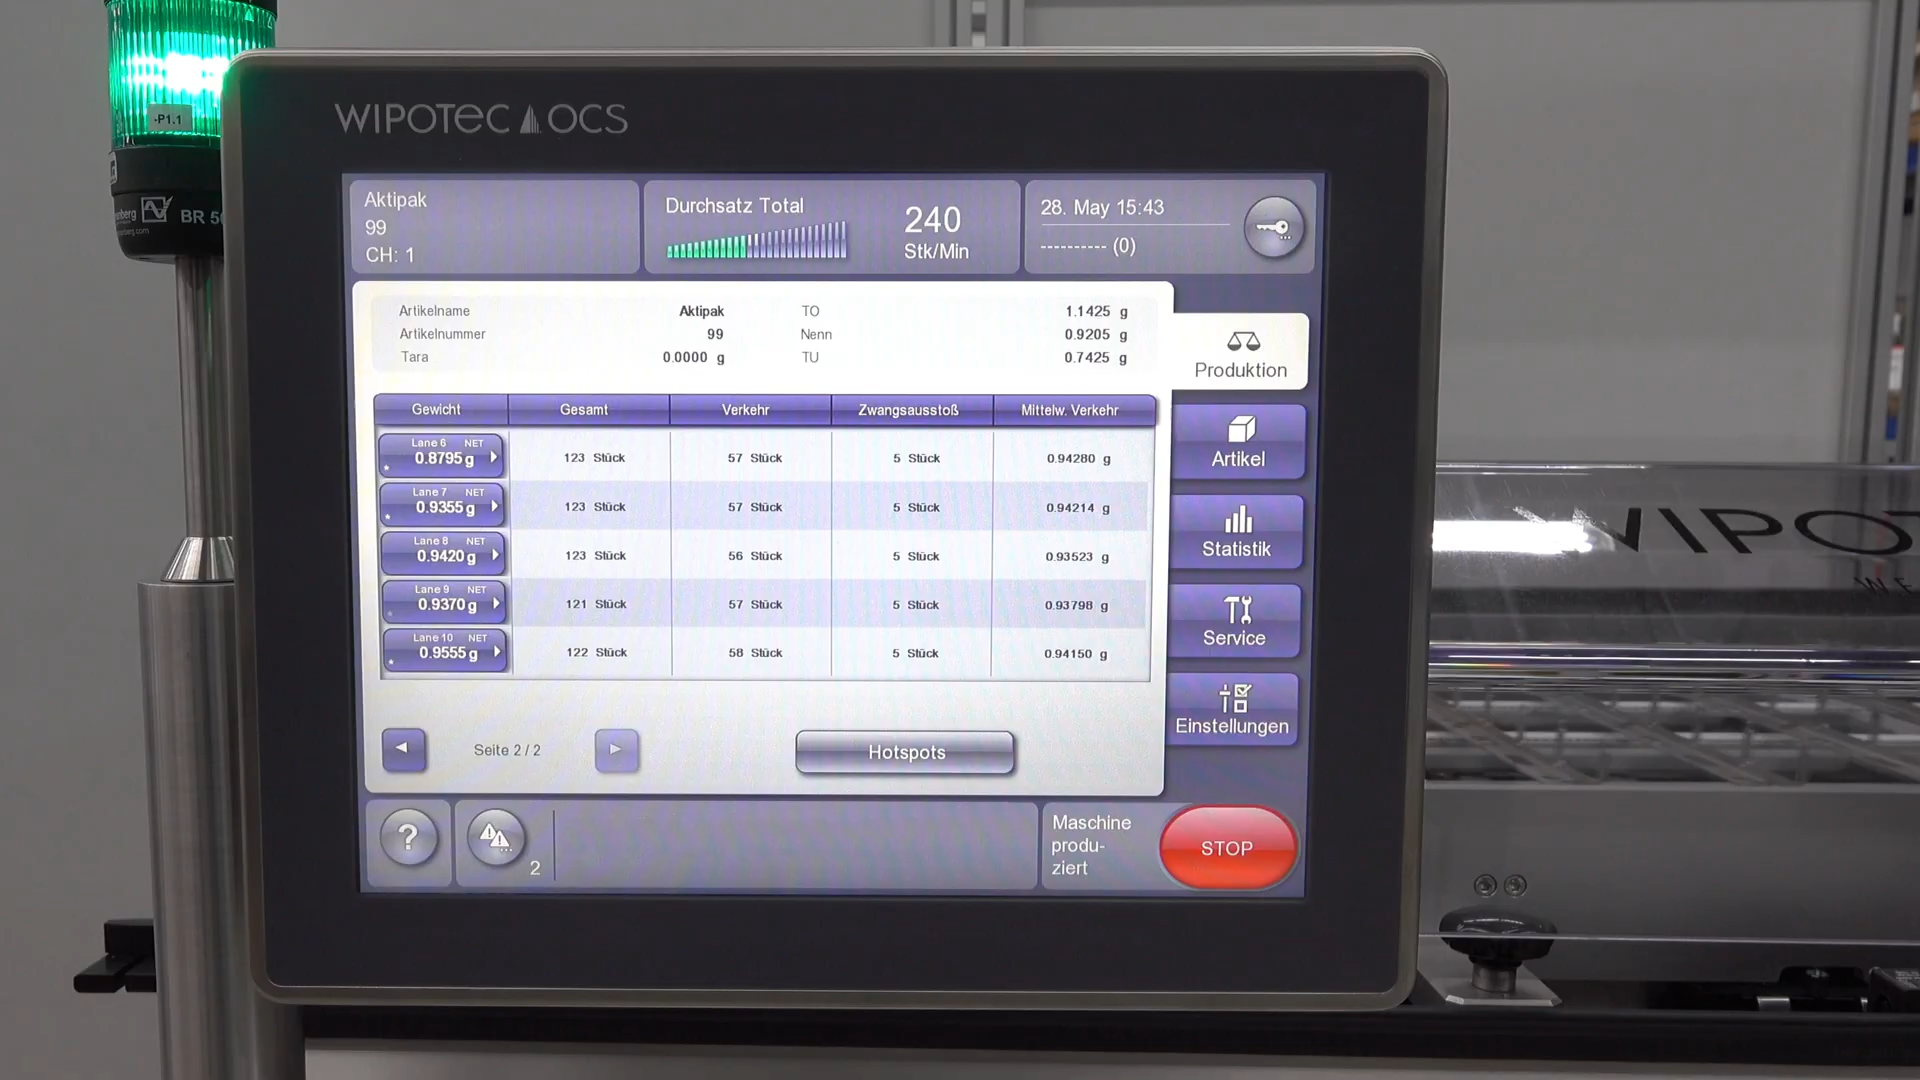 -P1.1
BR 50
WIPOTEC OCS
Aktipak
99
CH: 1
Durchsatz Total
240
Stk/Min
28. May 15:43
---------- (0)
Artikelname Aktipak TO 1.1425 g
Artikelnummer 99 Nenn 0.9205 g
Tara 0.0000 g TU 0.7425 g
Gewicht Gesamt Verkehr Zwangsausstoß Mittelw. Verkehr
Lane 6 NET
* 0.8795 g 123 Stück 57 Stück 5 Stück 0.94280 g
Lane 7 NET
* 0.9355 g 123 Stück 57 Stück 5 Stück 0.94214 g
Lane 8 NET
0.9420 g 123 Stück 56 Stück 5 Stück 0.93523 g
Lane 9 NET
* 0.9370 g 121 Stück 57 Stück 5 Stück 0.93798 g
Lane 10 NET
* 0.9555 g 122 Stück 58 Stück 5 Stück 0.94150 g
Seite 2 / 2
Hotspots
Produktion
Artikel
Statistik
Service
Einstellungen
?
2
Maschine
produ-
ziert
STOP
WIPO